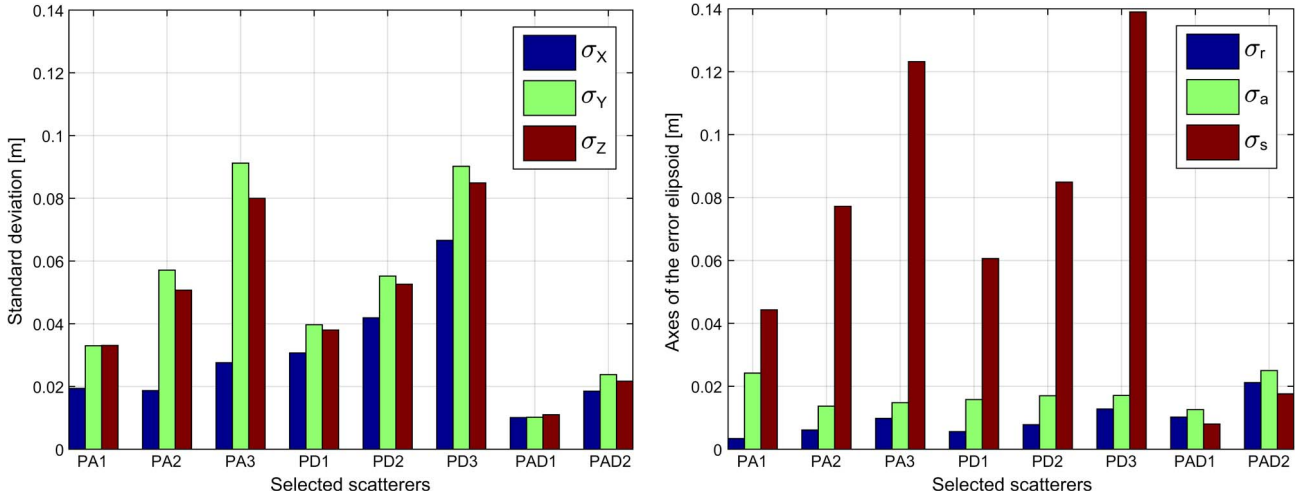 0.14
0.12
0.1
0.08
0.06
0.04
0.02
0
Standard deviation [m]
σX
σY
σZ
PA1 PA2 PA3 PD1 PD2 PD3 PAD1 PAD2
Selected scatterers
0.14
0.12
0.1
0.08
0.06
0.04
0.02
0
Axes of the error elipsoid [m]
σr
σa
σs
PA1 PA2 PA3 PD1 PD2 PD3 PAD1 PAD2
Selected scatterers